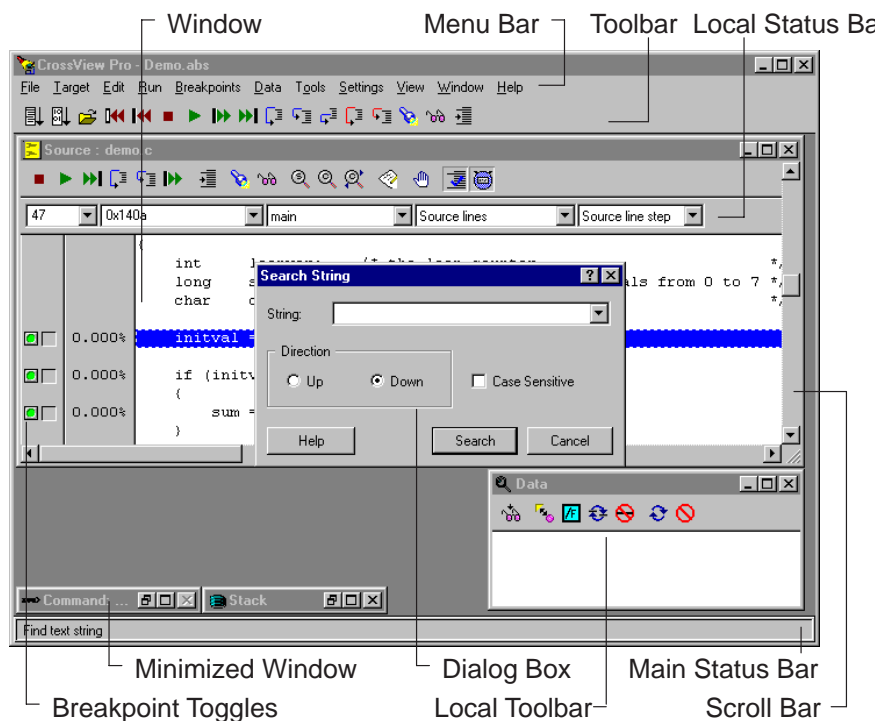 Window Menu Bar Toolbar Local Status Ba
CrossView Pro - Demo.abs
File Target Edit Run Breakpoints Data Tools Settings View Window Help
Source : demo.c
47 0x140a main Source lines Source line step
{
int
long s als from 0 to 7 *
char *
Search String
String:
0.000% initval =
Direction
Up Down Case Sensitive
0.000% if (initv
{
0.000% sum =
}
Help Search Cancel
Data
Command: ... Stack
Find text string
Minimized Window Dialog Box Main Status Bar
Breakpoint Toggles Local Toolbar Scroll Bar